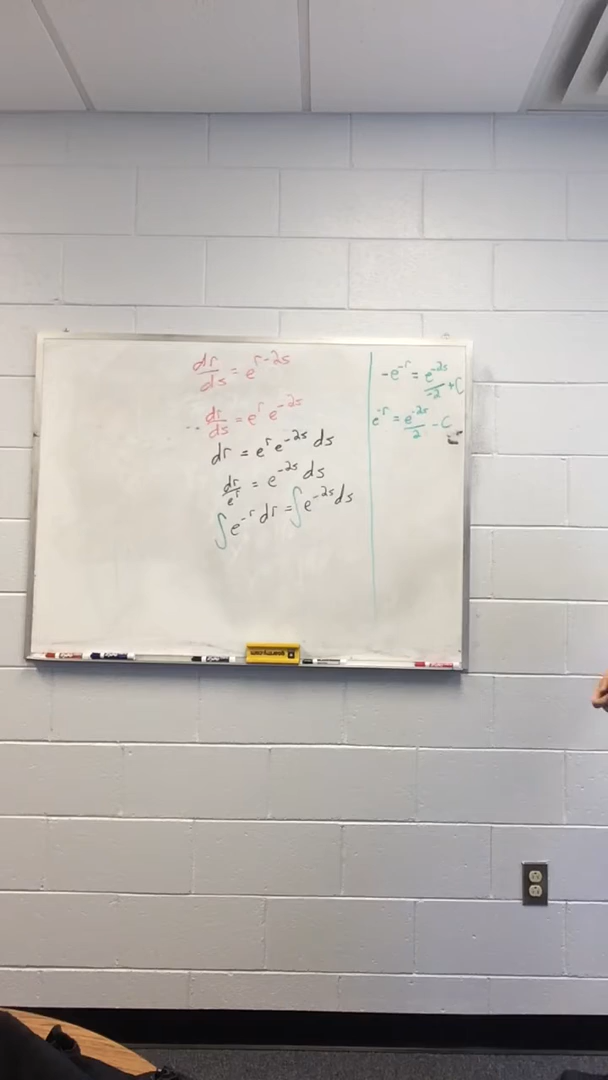 dr/ds = e^{r-2s}
∴ dr/ds = e^r e^{-2s}
dr = e^r e^{-2s} ds
dr/e^r = e^{-2s} ds
∫e^{-r} dr = ∫e^{-2s} ds
-e^{-r} = e^{-2s}/-2 + C
e^{-r} = e^{-2s}/2 - C